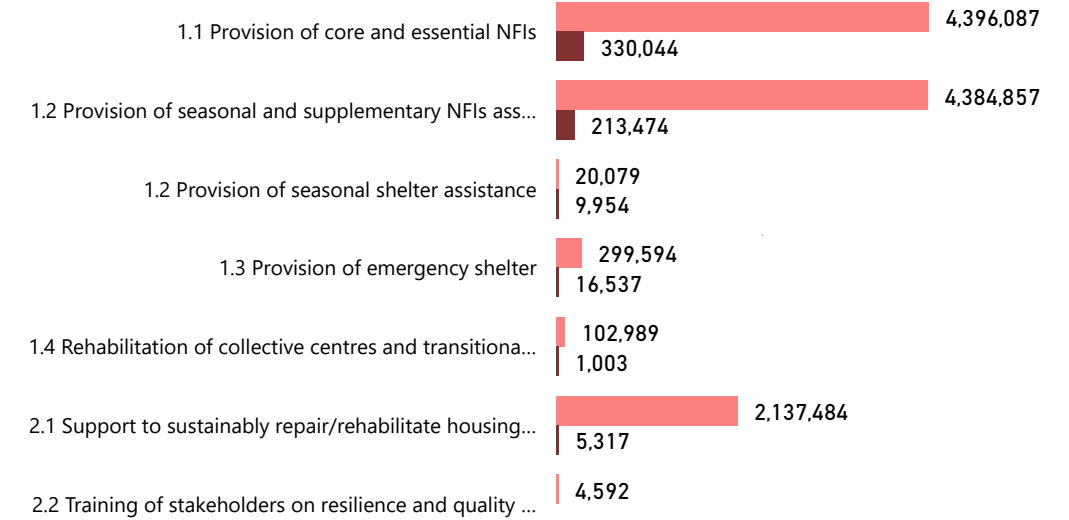 1.1 Provision of core and essential NFIs
4,396,087
330,044
1.2 Provision of seasonal and supplementary NFIs ass...
4,384,857
213,474
1.2 Provision of seasonal shelter assistance
20,079
9,954
1.3 Provision of emergency shelter
299,594
16,537
1.4 Rehabilitation of collective centres and transitiona...
102,989
1,003
2.1 Support to sustainably repair/rehabilitate housing...
2,137,484
5,317
2.2 Training of stakeholders on resilience and quality ...
4,592